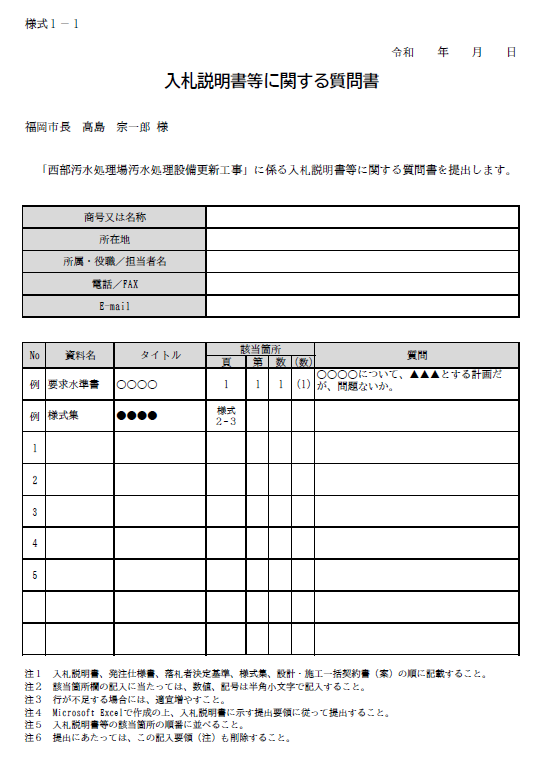 様式１－１
令和　　年　　月　　日
入札説明書等に関する質問書
福岡市長　髙島　宗一郎 様
「西部汚水処理場汚水処理設備更新工事」に係る入札説明書等に関する質問書を提出します。
商号又は名称
所在地
所属・役職／担当者名
電話／FAX
E-mail
No 資料名 タイトル 該当箇所 質問
頁 第 数 (数)
例 要求水準書 ○○○○ 1 1 1 (1) ○○○○について、▲▲▲とする計画だ
が、問題ないか。
例 様式集 ●●●● 様式
2-3
1
2
3
4
5
注１　入札説明書、発注仕様書、落札者決定基準、様式集、設計・施工一括契約書（案）の順に記載すること。
注２　該当箇所欄の記入に当たっては、数値、記号は半角小文字で記入すること。
注３　行が不足する場合には、適宜増やすこと。
注４　Microsoft Excelで作成の上、入札説明書に示す提出要領に従って提出すること。
注５　入札説明書等の該当箇所の順番に並べること。
注６　提出にあたっては、この記入要領（注）も削除すること。